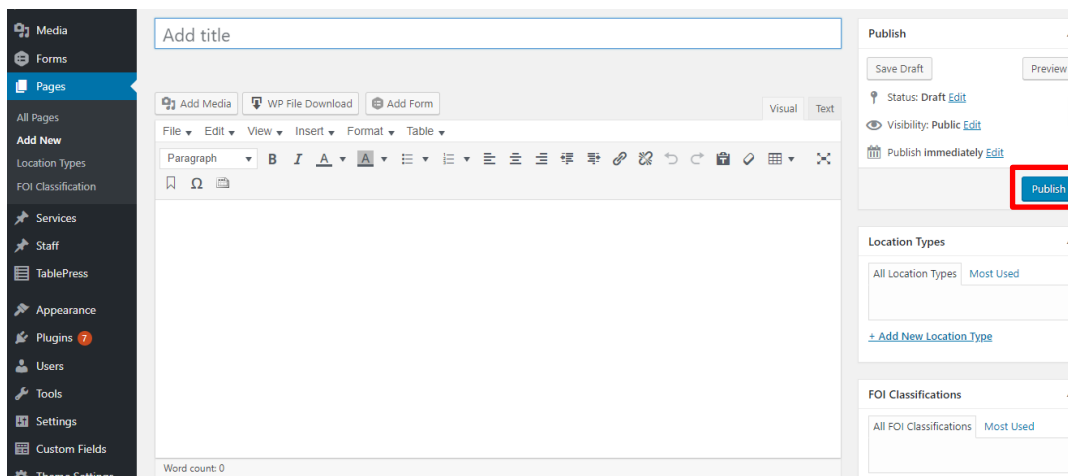 Media
Forms
Pages
All Pages
Add New
Location Types
FOI Classification
Services
Staff
TablePress
Appearance
Plugins 7
Users
Tools
Settings
Custom Fields
Theme Settings
Add title
Add Media WP File Download Add Form
Visual Text
File Edit View Insert Format Table
Paragraph B I A A
Ω
Word count: 0
Publish
Save Draft Preview
Status: Draft Edit
Visibility: Public Edit
Publish immediately Edit
Publish
Location Types
All Location Types Most Used
+ Add New Location Type
FOI Classifications
All FOI Classifications Most Used